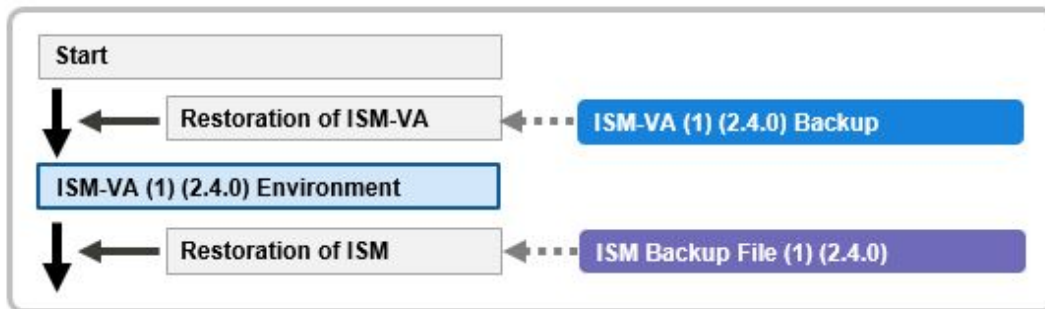 Start
Restoration of ISM-VA
ISM-VA (1) (2.4.0) Backup
ISM-VA (1) (2.4.0) Environment
Restoration of ISM
ISM Backup File (1) (2.4.0)